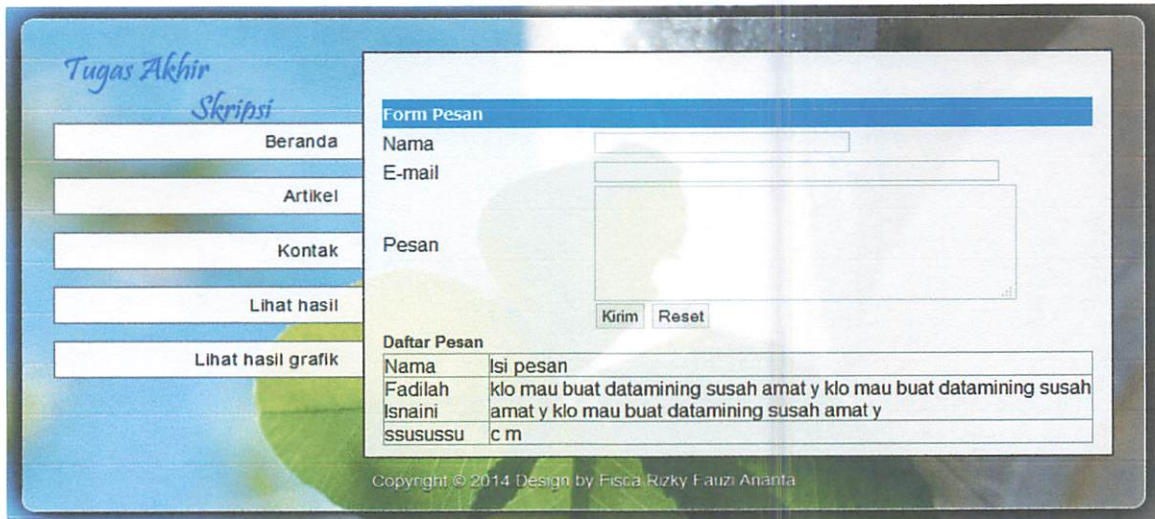 Tugas Akhir
Skripsi
Beranda
Artikel
Kontak
Lihat hasil
Lihat hasil grafik
Form Pesan
Nama
E-mail
Pesan
Kirim Reset
Daftar Pesan
Nama Isi pesan
Fadilah klo mau buat datamining susah amat y klo mau buat datamining susah
Isnaini amat y klo mau buat datamining susah amat y
ssusussu c m
Copyright © 2014 Design by Fisca Rizky Fauzi Ananta